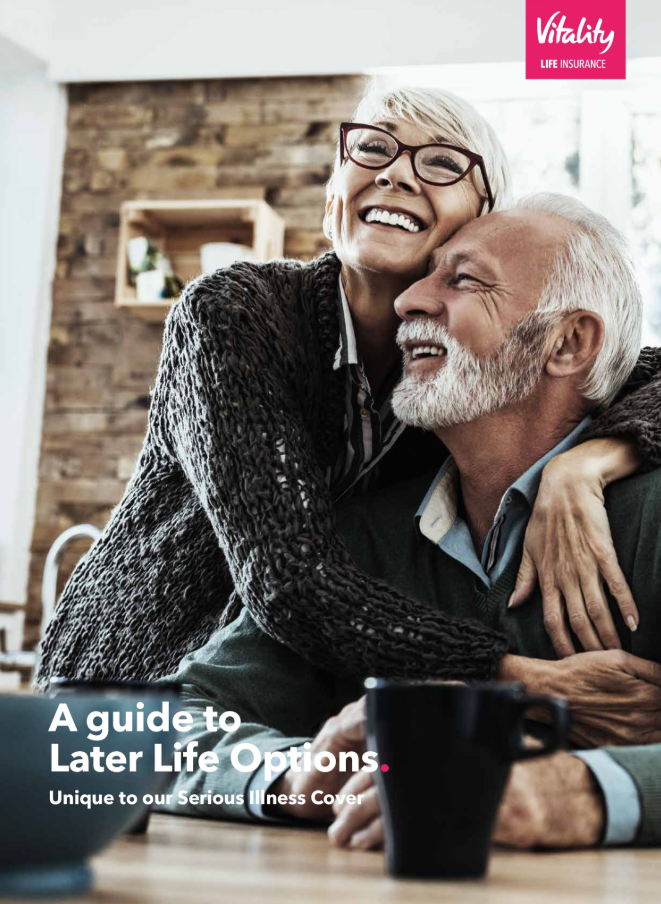 Vitality
LIFE INSURANCE
A guide to
Later Life Options.
Unique to our Serious Illness Cover